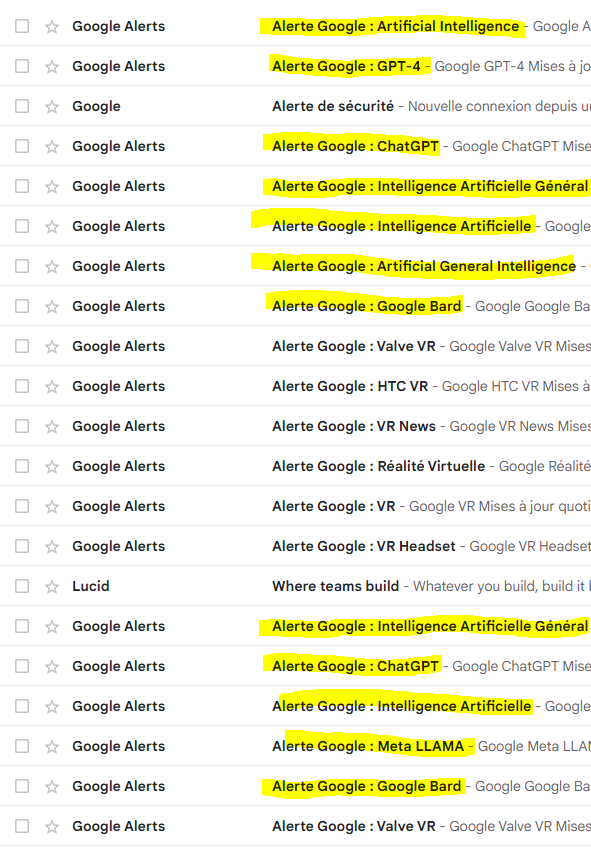 Google Alerts Alerte Google : Artificial Intelligence - Google A
Google Alerts Alerte Google : GPT-4 - Google GPT-4 Mises à jo
Google Alerte de sécurité - Nouvelle connexion depuis u
Google Alerts Alerte Google : ChatGPT - Google ChatGPT Mise
Google Alerts Alerte Google : Intelligence Artificielle Général
Google Alerts Alerte Google : Intelligence Artificielle - Google
Google Alerts Alerte Google : Artificial General Intelligence -
Google Alerts Alerte Google : Google Bard - Google Google Ba
Google Alerts Alerte Google : Valve VR - Google Valve VR Mises
Google Alerts Alerte Google : HTC VR - Google HTC VR Mises à
Google Alerts Alerte Google : VR News - Google VR News Mises
Google Alerts Alerte Google : Réalité Virtuelle - Google Réalité
Google Alerts Alerte Google : VR - Google VR Mises à jour quoti
Google Alerts Alerte Google : VR Headset - Google VR Headset
Lucid Where teams build - Whatever you build, build it
Google Alerts Alerte Google : Intelligence Artificielle Général
Google Alerts Alerte Google : ChatGPT - Google ChatGPT Mise
Google Alerts Alerte Google : Intelligence Artificielle - Google
Google Alerts Alerte Google : Meta LLAMA - Google Meta LLAM
Google Alerts Alerte Google : Google Bard - Google Google Ba
Google Alerts Alerte Google : Valve VR - Google Valve VR Mises